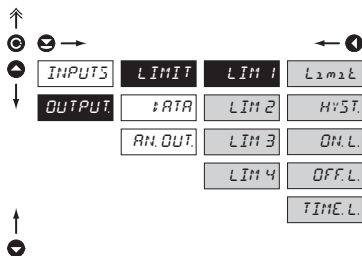 INPUTS LIMIT LIM 1 Limit
OUTPUT. DATA LIM 2 HYST.
AN. OUT. LIM 3 ON. L.
LIM 4 OFF. L.
TIME. L.